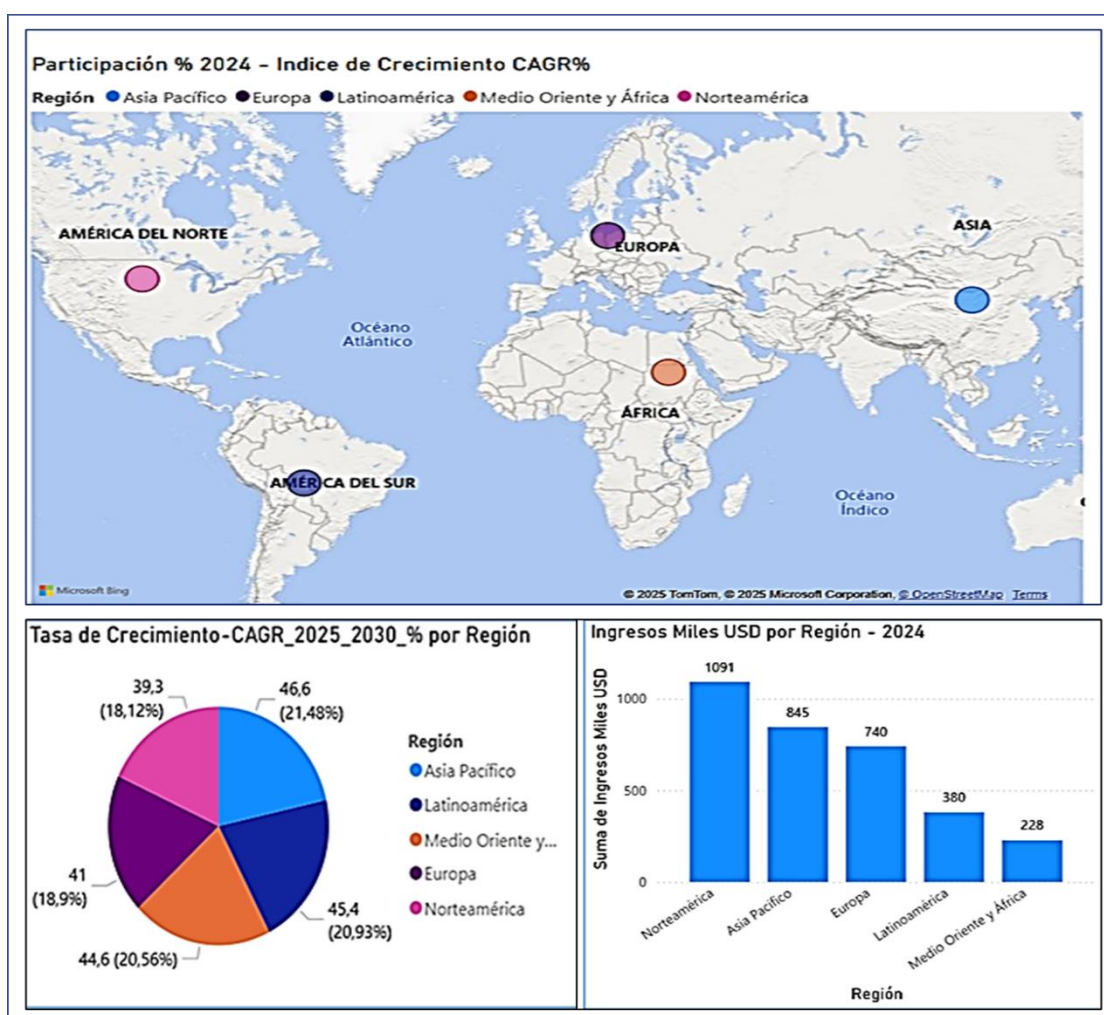 Participación % 2024 - Indice de Crecimiento CAGR%
Región Asia Pacífico Europa Latinoamérica Medio Oriente y África Norteamérica
AMÉRICA DEL NORTE
EUROPA
ASIA
Océano
Atlántico
ÁFRICA
AMÉRICA DEL SUR
Océano
Índico
Microsoft Bing
© 2025 TomTom, © 2025 Microsoft Corporation, © OpenStreetMap Terms
Tasa de Crecimiento-CAGR_2025_2030_% por Región
39,3
(18,12%)
46,6
(21,48%)
41
(18,9%)
45,4
(20,93%)
44,6 (20,56%)
Región
Asia Pacífico
Latinoamérica
Medio Oriente y...
Europa
Norteamérica
Ingresos Miles USD por Región - 2024
Suma de Ingresos Miles USD
1000
500
0
1091
845
740
380
228
Norteamérica
Asia Pacífico
Europa
Latinoamérica
Medio Oriente y África
Región